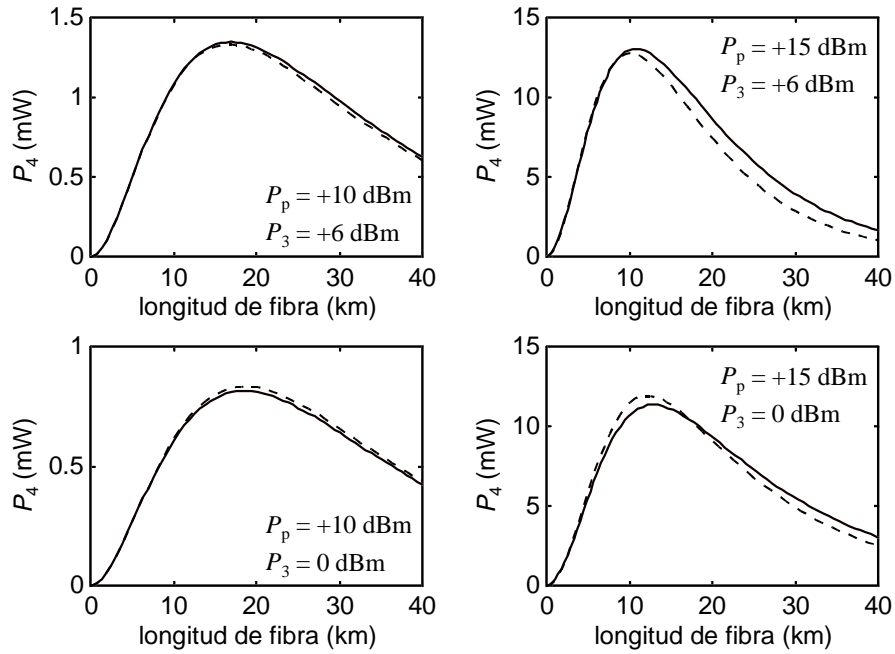 1.5
1
0.5
0
P₄ (mW)
Pₚ = +10 dBm
P₃ = +6 dBm
0 10 20 30 40
longitud de fibra (km)
15
10
5
0
P₄ (mW)
Pₚ = +15 dBm
P₃ = +6 dBm
0 10 20 30 40
longitud de fibra (km)
1
0.5
0
P₄ (mW)
Pₚ = +10 dBm
P₃ = 0 dBm
0 10 20 30 40
longitud de fibra (km)
15
10
5
0
P₄ (mW)
Pₚ = +15 dBm
P₃ = 0 dBm
0 10 20 30 40
longitud de fibra (km)